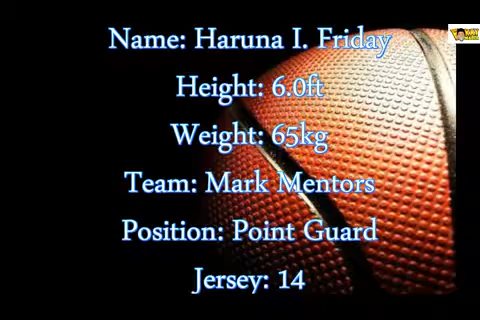 Name: Haruna I. Friday
Height: 6.0ft
Weight: 65kg
Team: Mark Mentors
Position: Point Guard
Jersey: 14